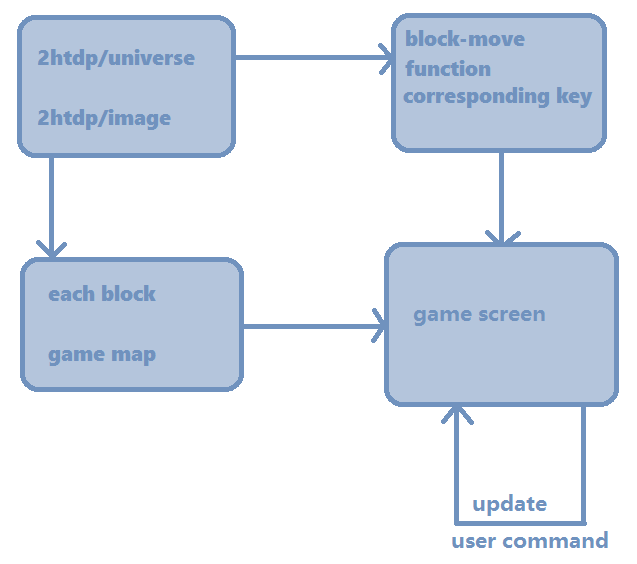 2htdp/universe
2htdp/image
block-move
function
corresponding key
each block
game map
game screen
update
user command